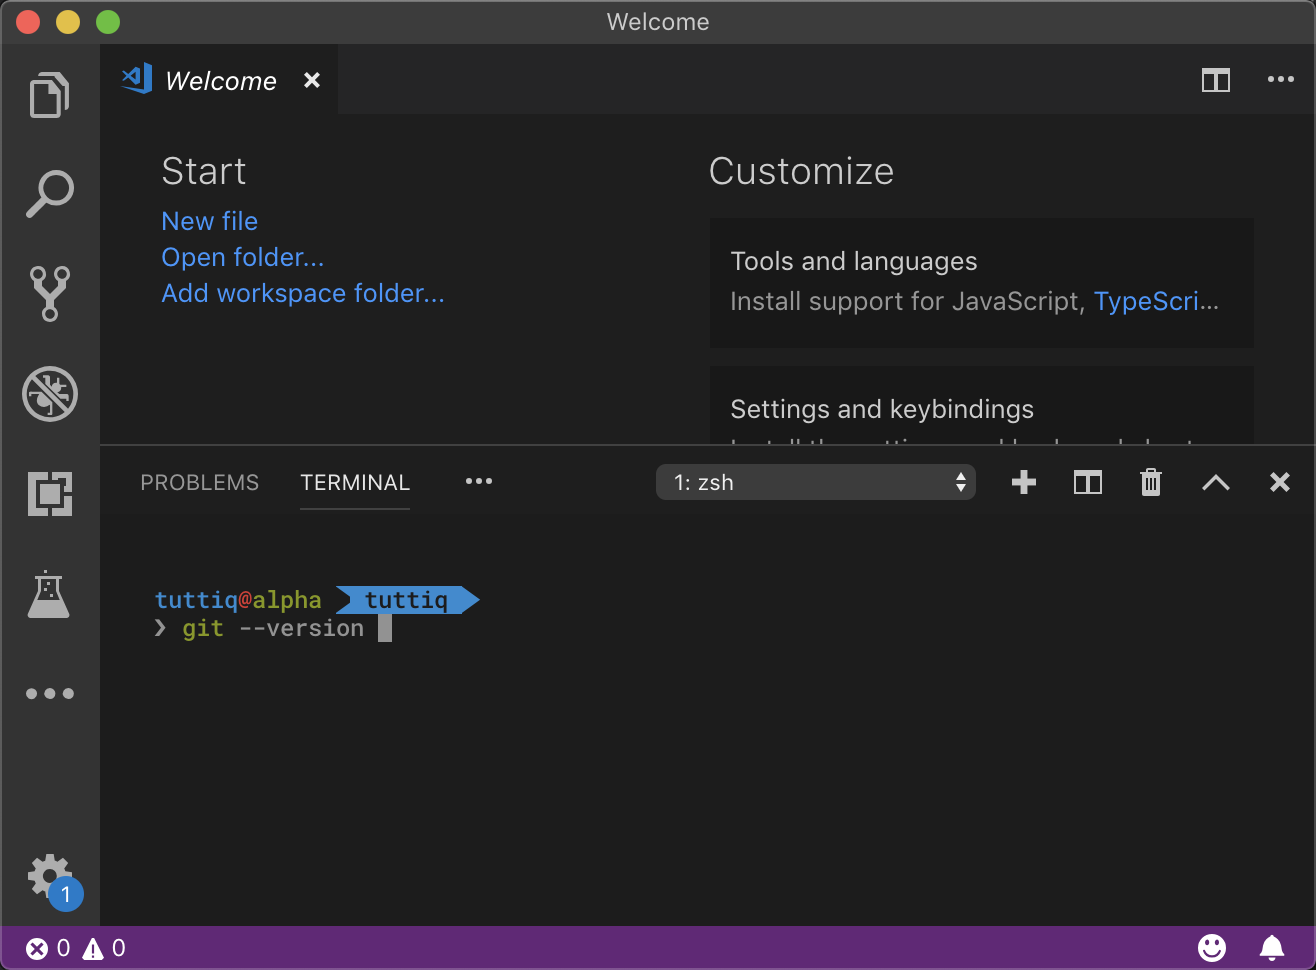 Welcome
Welcome
Start
New file
Open folder...
Add workspace folder...
Customize
Tools and languages
Install support for JavaScript, TypeScri...
Settings and keybindings
PROBLEMS
TERMINAL
1: zsh
tuttiq@alpha tuttiq
❯ git --version
1
0
0